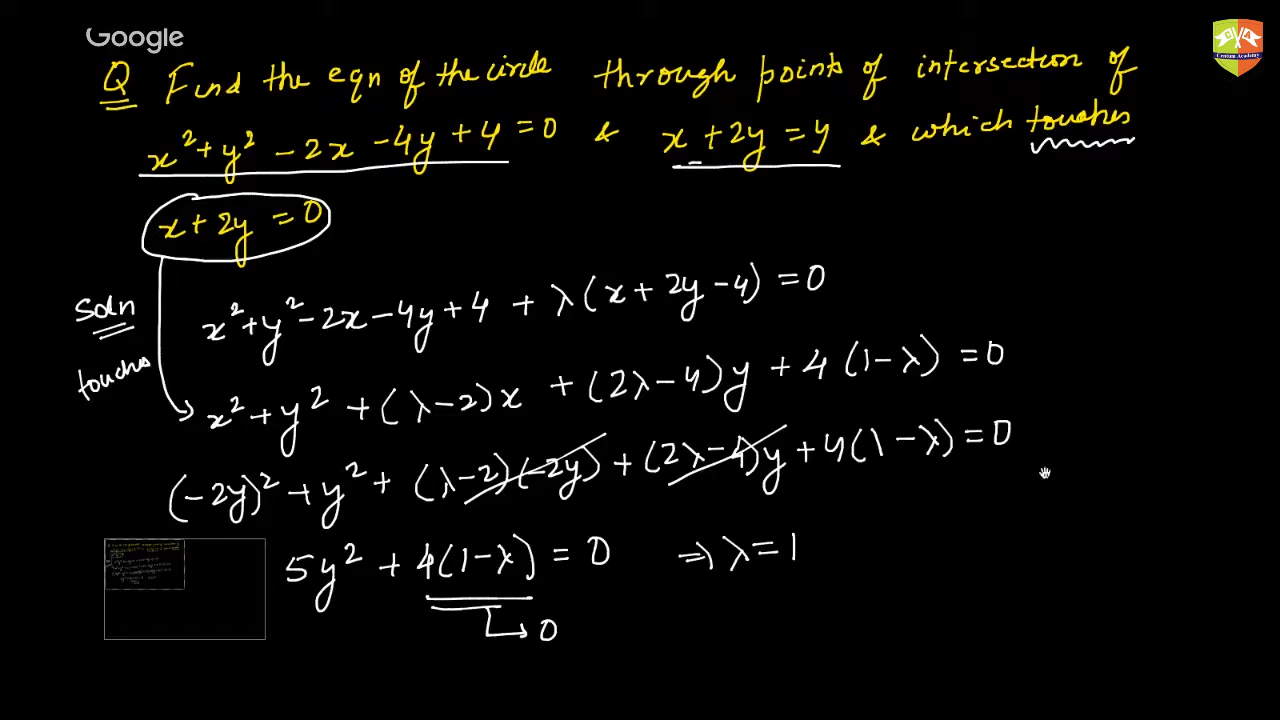 Google
Q Find the eqn of the circle through points of intersection of
x² + y² - 2x - 4y + 4 = 0 & x + 2y = 4 & which touches
x + 2y = 0
Soln
x² + y² - 2x - 4y + 4 + λ(x + 2y - 4) = 0
touches
x² + y² + (λ-2)x + (2λ-4)y + 4(1-λ) = 0
(-2y)² + y² + (λ-2)(-2y) + (2λ-4)y + 4(1-λ) = 0
5y² + 4(1-λ) = 0 ⇒ λ = 1
→ 0